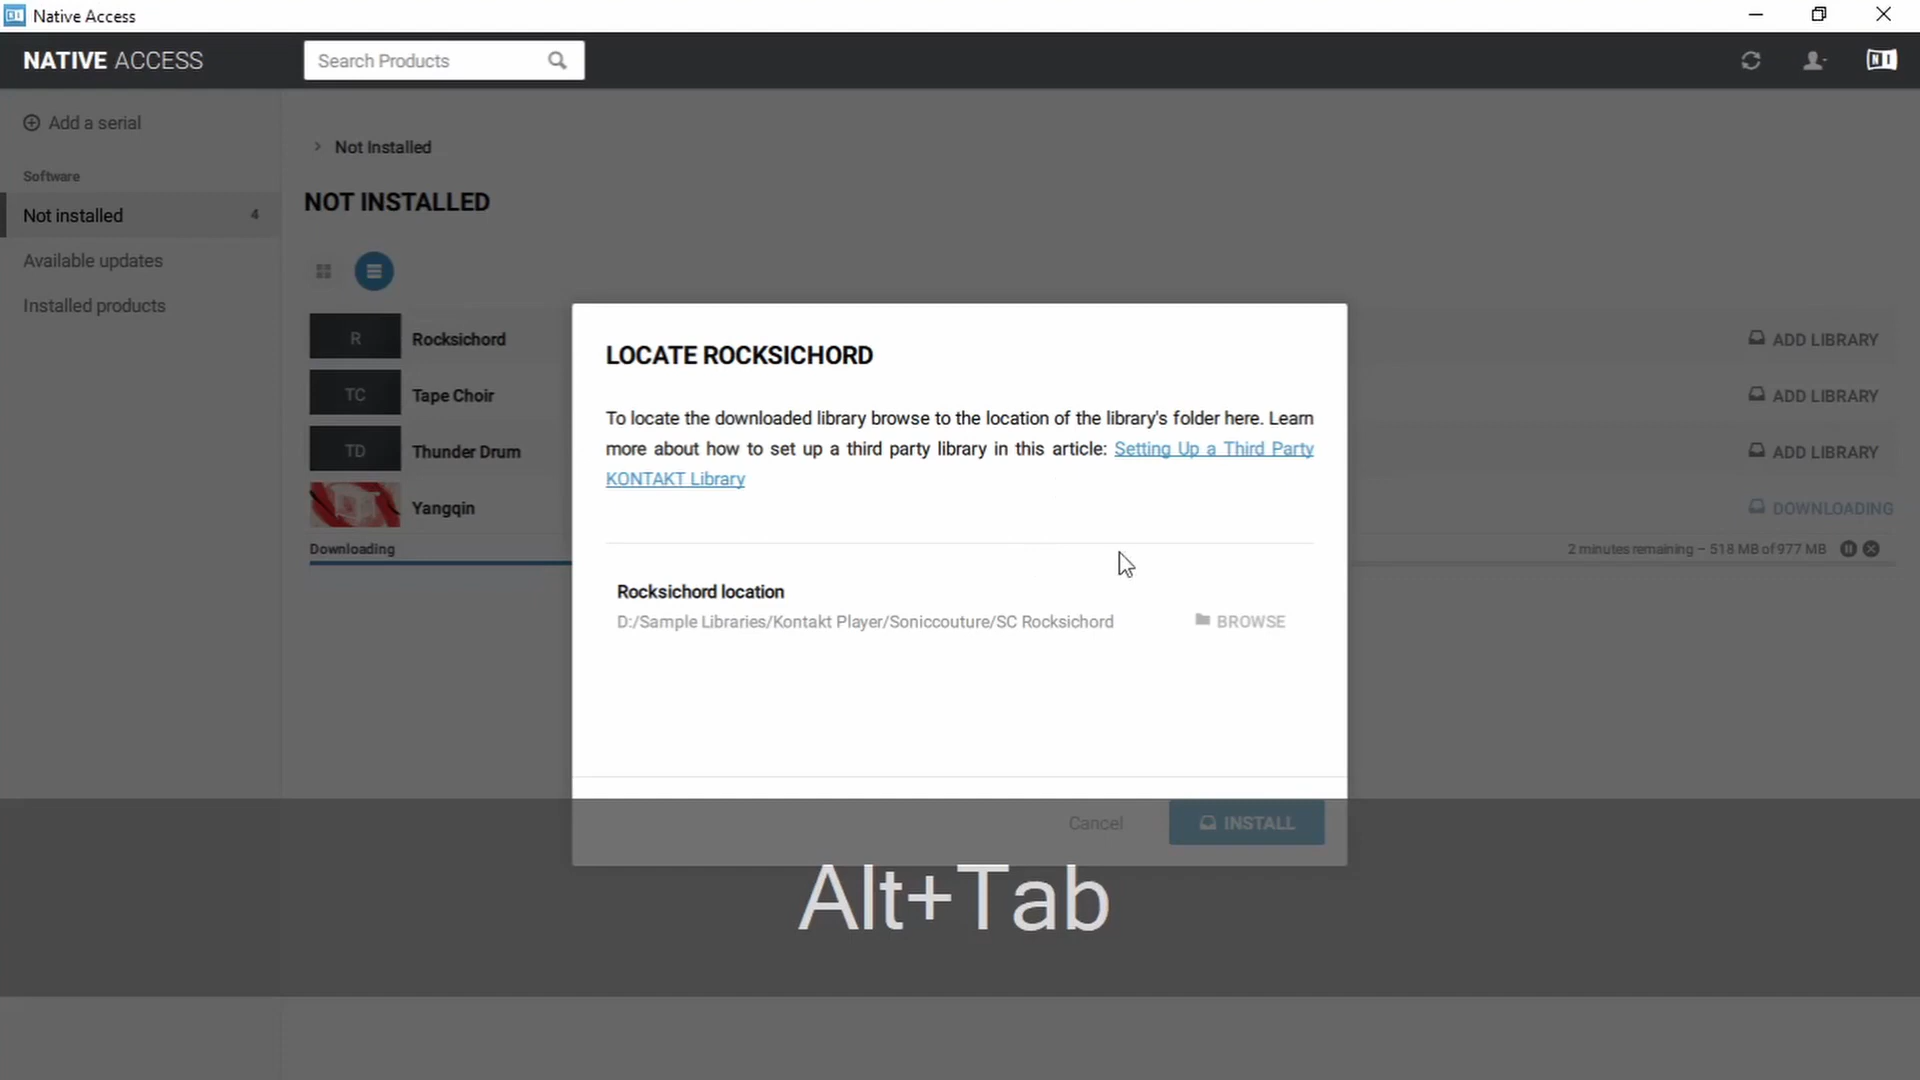 Native Access
NATIVE ACCESS
Search Products
Add a serial
Software
Not installed 4
Available updates
Installed products
> Not Installed
NOT INSTALLED
R Rocksichord ADD LIBRARY
TC Tape Choir ADD LIBRARY
TD Thunder Drum ADD LIBRARY
Yangqin DOWNLOADING
Downloading 2 minutes remaining – 518 MB of 977 MB
LOCATE ROCKSICHORD
To locate the downloaded library browse to the location of the library's folder here. Learn
more about how to set up a third party library in this article: Setting Up a Third Party
KONTAKT Library
Rocksichord location
D:/Sample Libraries/Kontakt Player/Soniccouture/SC Rocksichord BROWSE
Cancel INSTALL
Alt+Tab